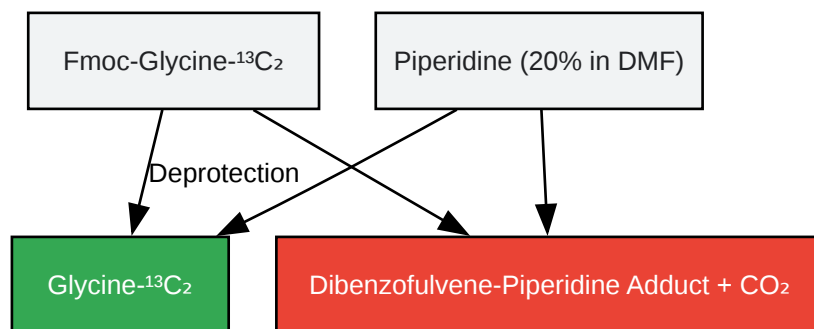 Fmoc-Glycine-¹³C₂
Piperidine (20% in DMF)
Deprotection
Glycine-¹³C₂
Dibenzofulvene-Piperidine Adduct + CO₂